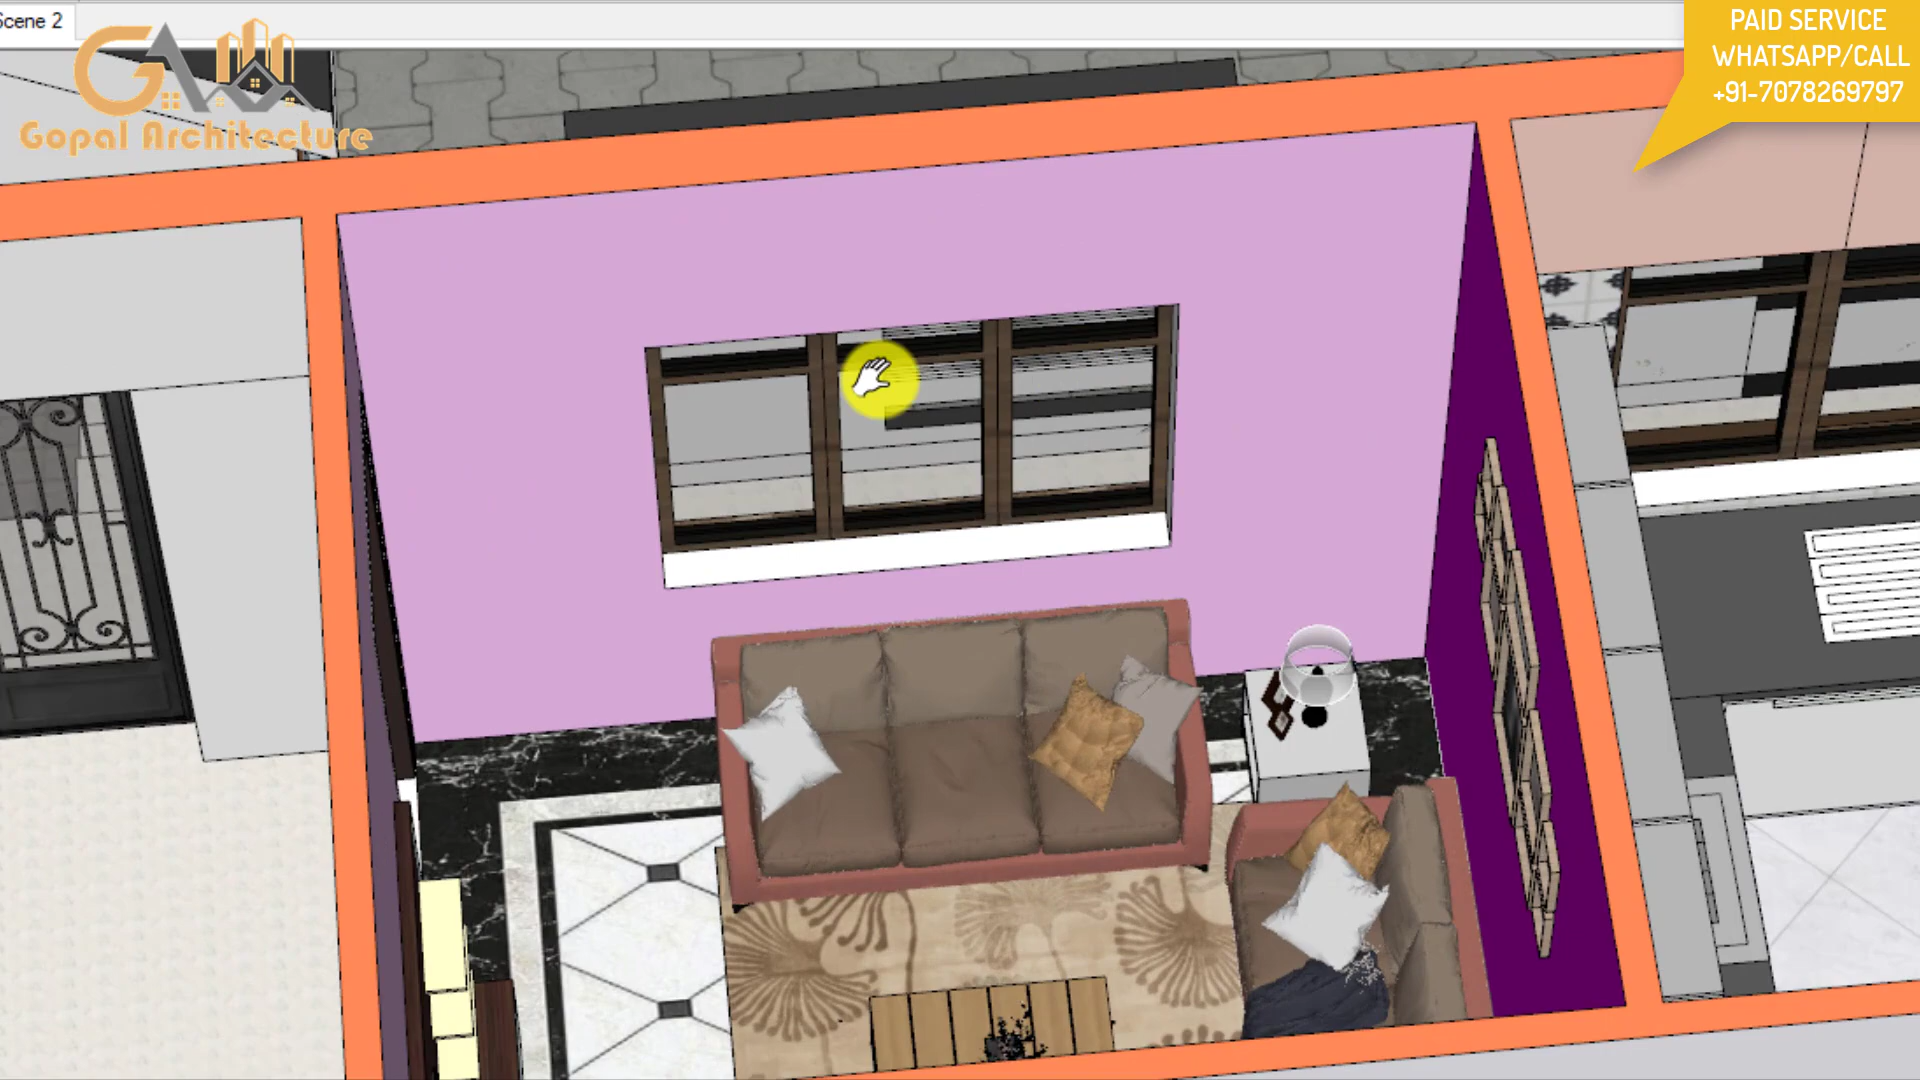 Scene 2
Gopal Architecture
PAID SERVICE
WHATSAPP/CALL
+91-7078269797